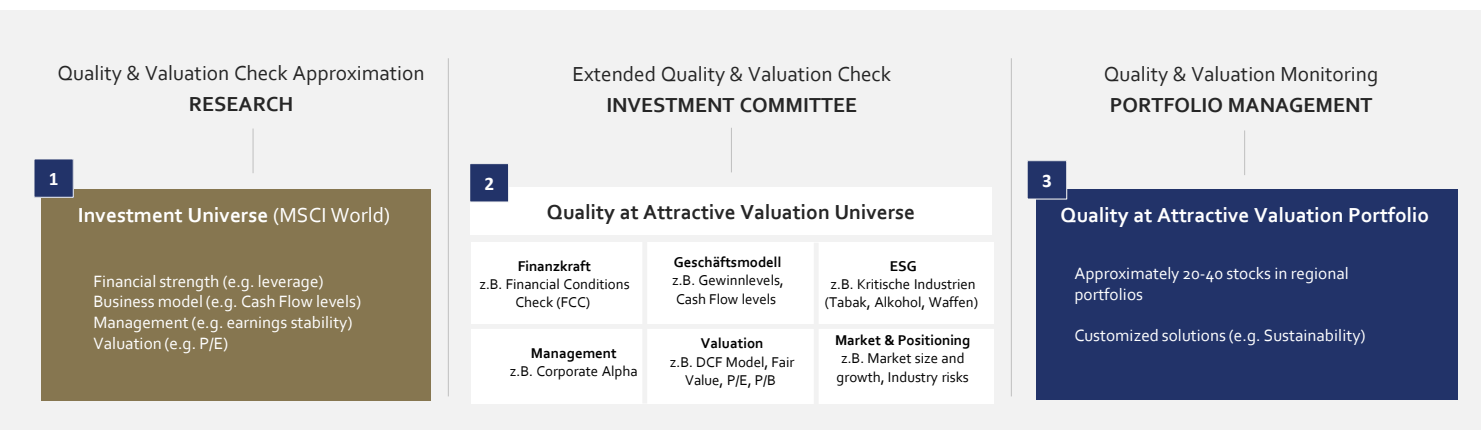 Quality & Valuation Check Approximation
RESEARCH
1
Investment Universe (MSCI World)
Financial strength (e.g. leverage)
Business model (e.g. Cash Flow levels)
Management (e.g. earnings stability)
Valuation (e.g. P/E)
Extended Quality & Valuation Check
INVESTMENT COMMITTEE
2
Quality at Attractive Valuation Universe
Finanzkraft
z.B. Financial Conditions
Check (FCC)
Geschäftsmodell
z.B. Gewinnlevels,
Cash Flow levels
ESG
z.B. Kritische Industrien
(Tabak, Alkohol, Waffen)
Management
z.B. Corporate Alpha
Valuation
z.B. DCF Model, Fair
Value, P/E, P/B
Market & Positioning
z.B. Market size and
growth, Industry risks
Quality & Valuation Monitoring
PORTFOLIO MANAGEMENT
3
Quality at Attractive Valuation Portfolio
Approximately 20-40 stocks in regional
portfolios
Customized solutions (e.g. Sustainability)